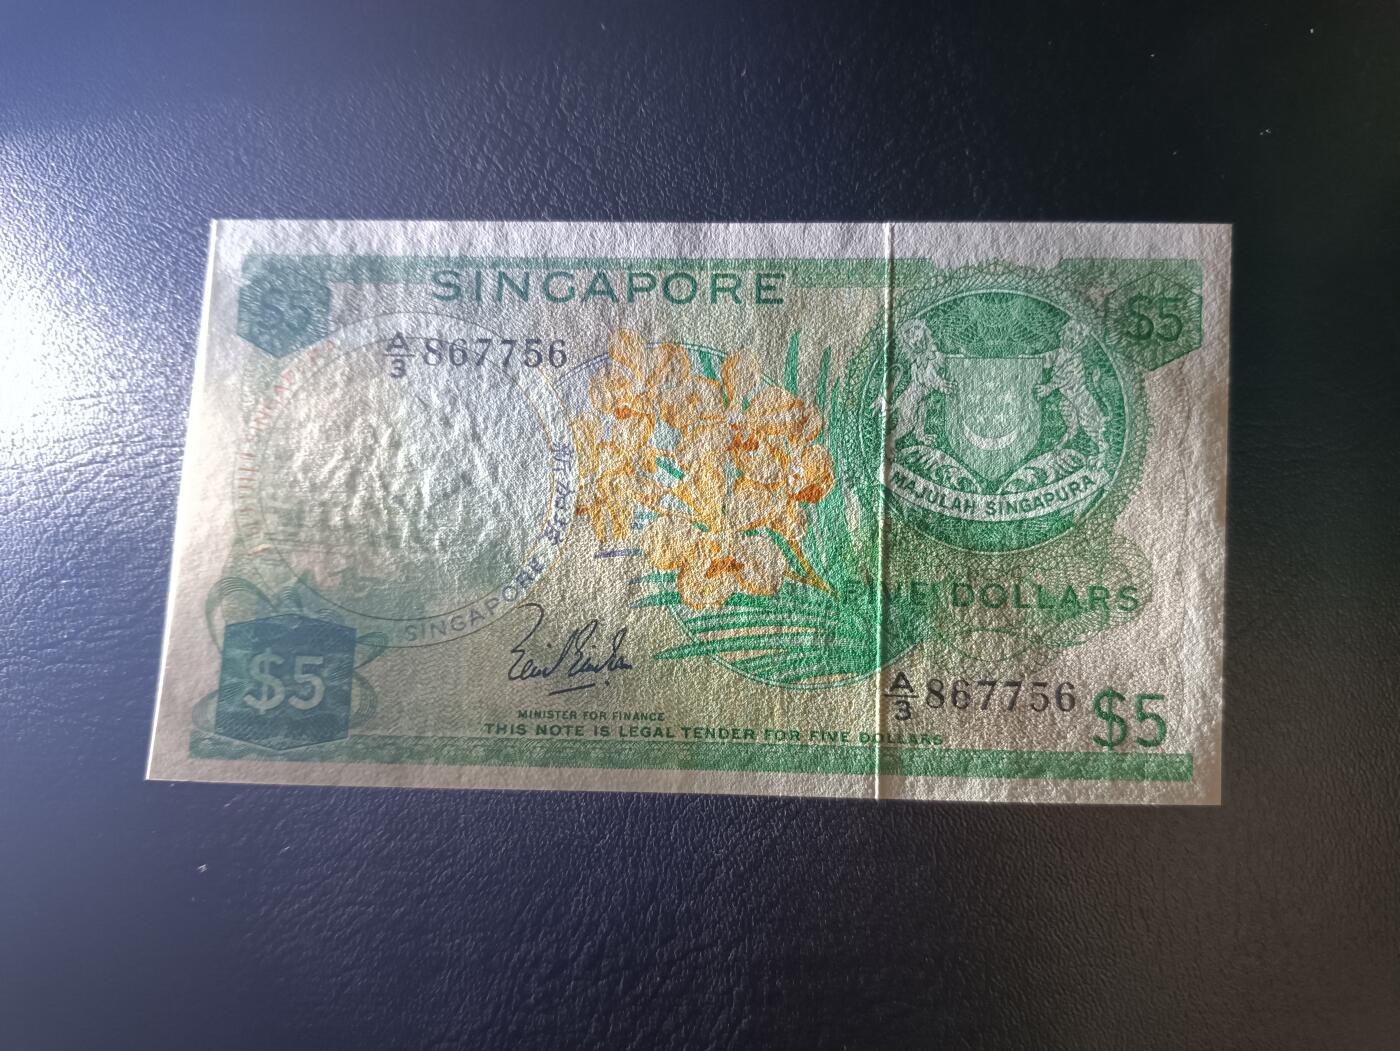 SINGAPORE
$5
$5
A/3 867756
MAJULAH SINGAPURA
SINGAPORE
FIVE DOLLARS
$5
A/3 867756
$5
MINISTER FOR FINANCE
THIS NOTE IS LEGAL TENDER FOR FIVE DOLLARS